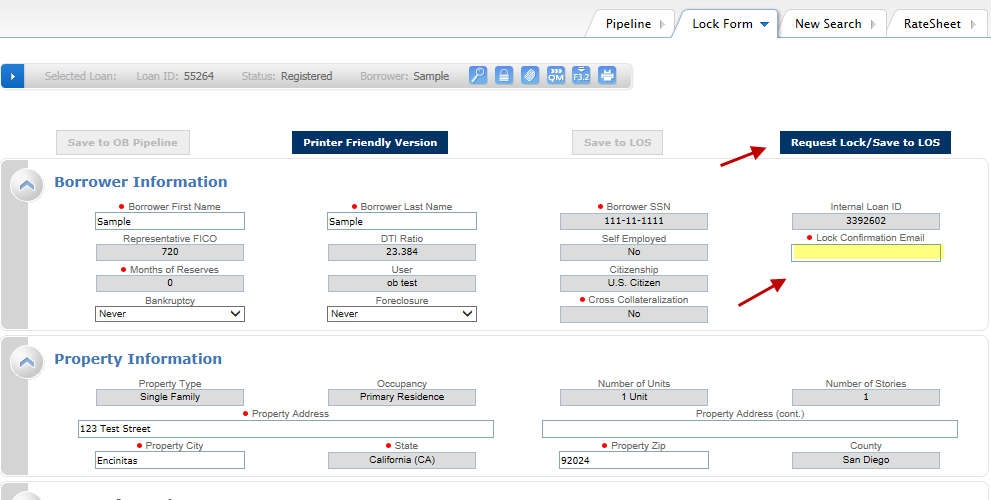 Pipeline Lock Form New Search RateSheet
Selected Loan: Loan ID: 55264 Status: Registered Borrower: Sample QM F3.2
Save to OB Pipeline Printer Friendly Version Save to LOS Request Lock/Save to LOS
Borrower Information
Borrower First Name Borrower Last Name Borrower SSN Internal Loan ID
Sample Sample 111-11-1111 3392602
Representative FICO DTI Ratio Self Employed Lock Confirmation Email
720 23.384 No
Months of Reserves User Citizenship
0 ob test U.S. Citizen
Bankruptcy Foreclosure Cross Collateralization
Never Never No
Property Information
Property Type Occupancy Number of Units Number of Stories
Single Family Primary Residence 1 Unit 1
Property Address Property Address (cont.)
123 Test Street
Property City State Property Zip County
Encinitas California (CA) 92024 San Diego